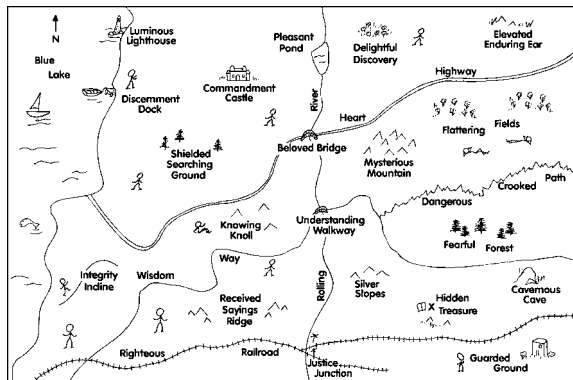 N
Luminous
Lighthouse
Pleasant
Pond
Delightful
Discovery
Elevated
Enduring Ear
Blue
Lake
Discernment
Dock
Commandment
Castle
River
Heart
Highway
Flattering Fields
Beloved Bridge
Shielded
Searching
Ground
Mysterious
Mountain
Dangerous Crooked Path
Knowing
Knoll
Understanding
Walkway
Fearful Forest
Integrity
Indine
Wisdom Way
Rolling
Silver
Slopes
Hidden
Treasure
X
Cavernous
Cave
Received
Sayings
Ridge
Righteous Railroad
Justice
Junction
Guarded
Ground